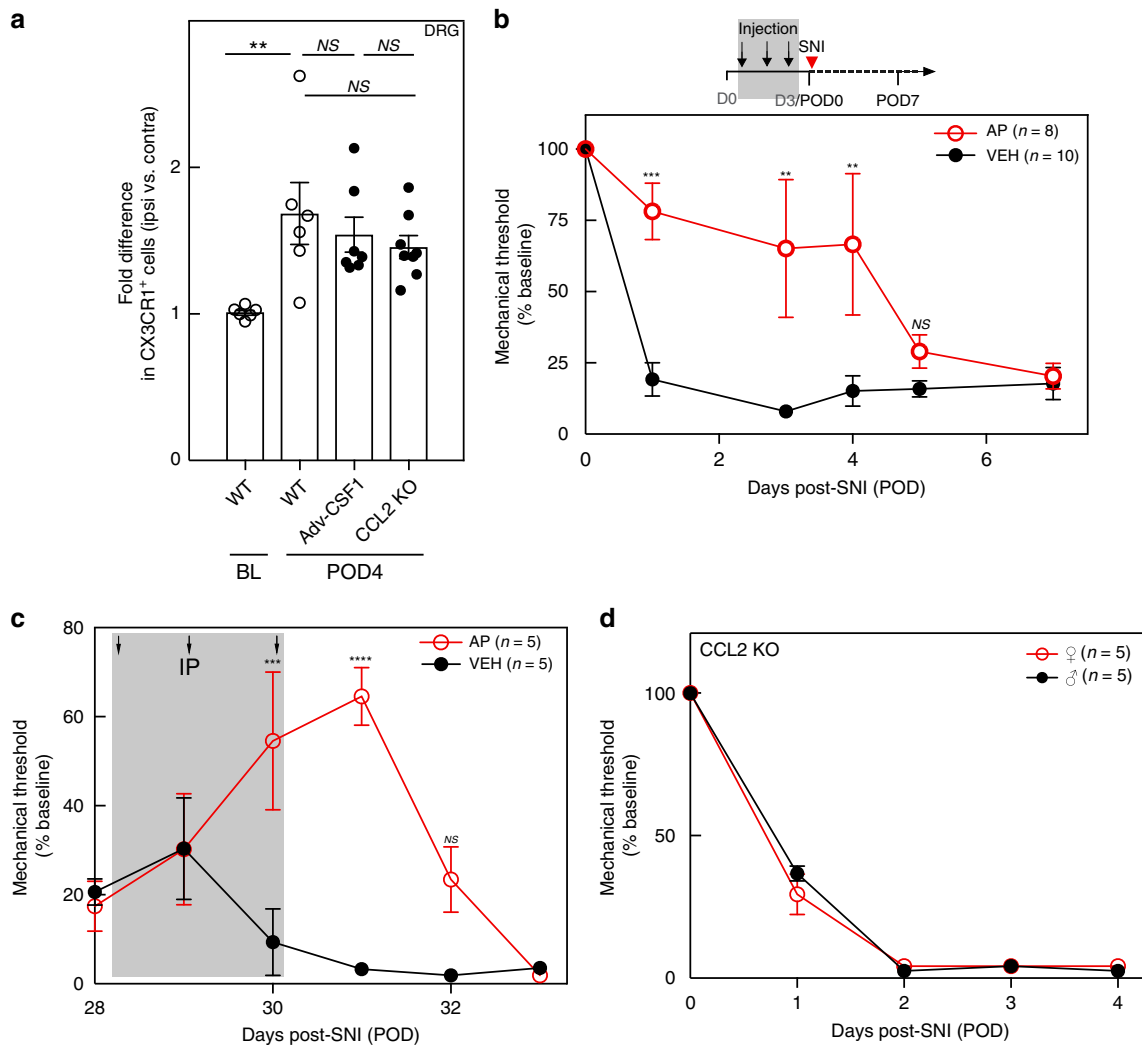 a
DRG
**
NS
NS
NS
Fold difference
in CX3CR1+ cells (ipsi vs. contra)
2
1
0
WT
WT
Adv-CSF1
CCL2 KO
BL
POD4
b
Injection
SNI
D0
D3/POD0
POD7
AP (n = 8)
VEH (n = 10)
Mechanical threshold
(% baseline)
100
75
50
25
0
***
**
**
NS
0
2
4
6
Days post-SNI (POD)
c
IP
AP (n = 5)
VEH (n = 5)
Mechanical threshold
(% baseline)
80
60
40
20
0
***
****
NS
28
30
32
Days post-SNI (POD)
d
CCL2 KO
♀ (n = 5)
♂ (n = 5)
Mechanical threshold
(% baseline)
100
50
0
0
1
2
3
4
Days post-SNI (POD)